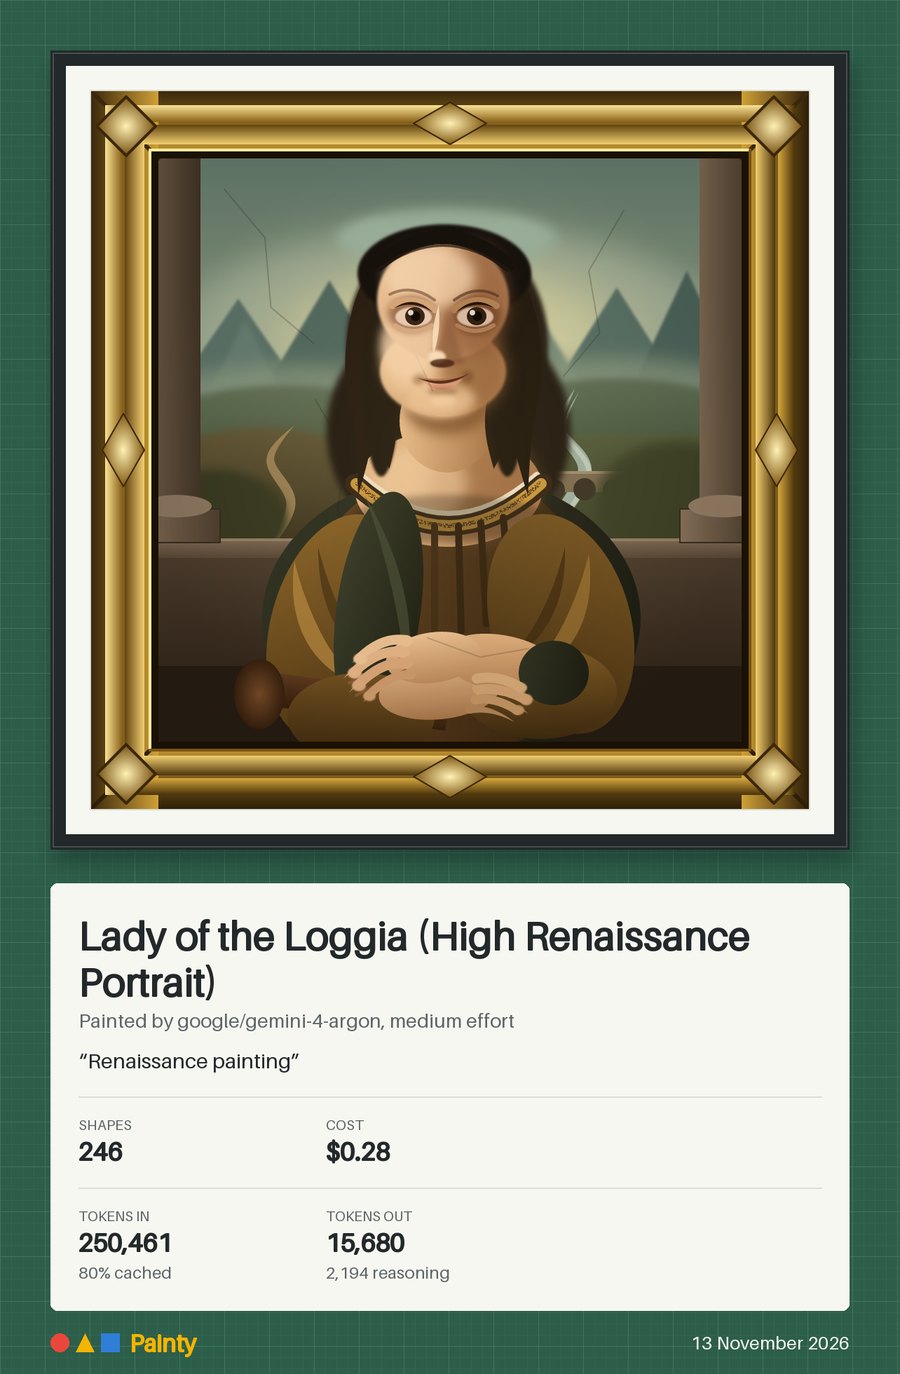 Lady of the Loggia (High Renaissance
Portrait)
Painted by google/gemini-4-argon, medium effort
“Renaissance painting”
SHAPES
246
COST
$0.28
TOKENS IN
250,461
80% cached
TOKENS OUT
15,680
2,194 reasoning
Painty
13 November 2026